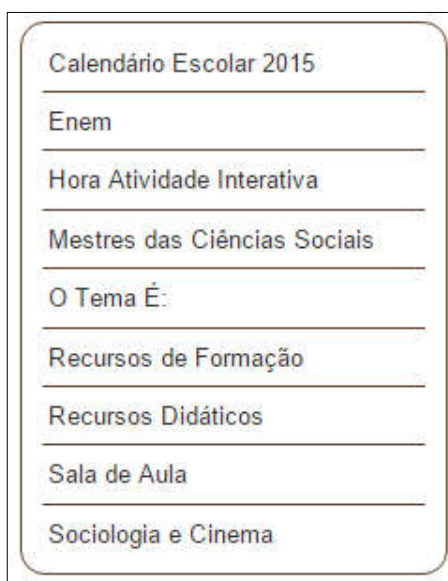 Calendário Escolar 2015
Enem
Hora Atividade Interativa
Mestres das Ciências Sociais
O Tema É:
Recursos de Formação
Recursos Didáticos
Sala de Aula
Sociologia e Cinema